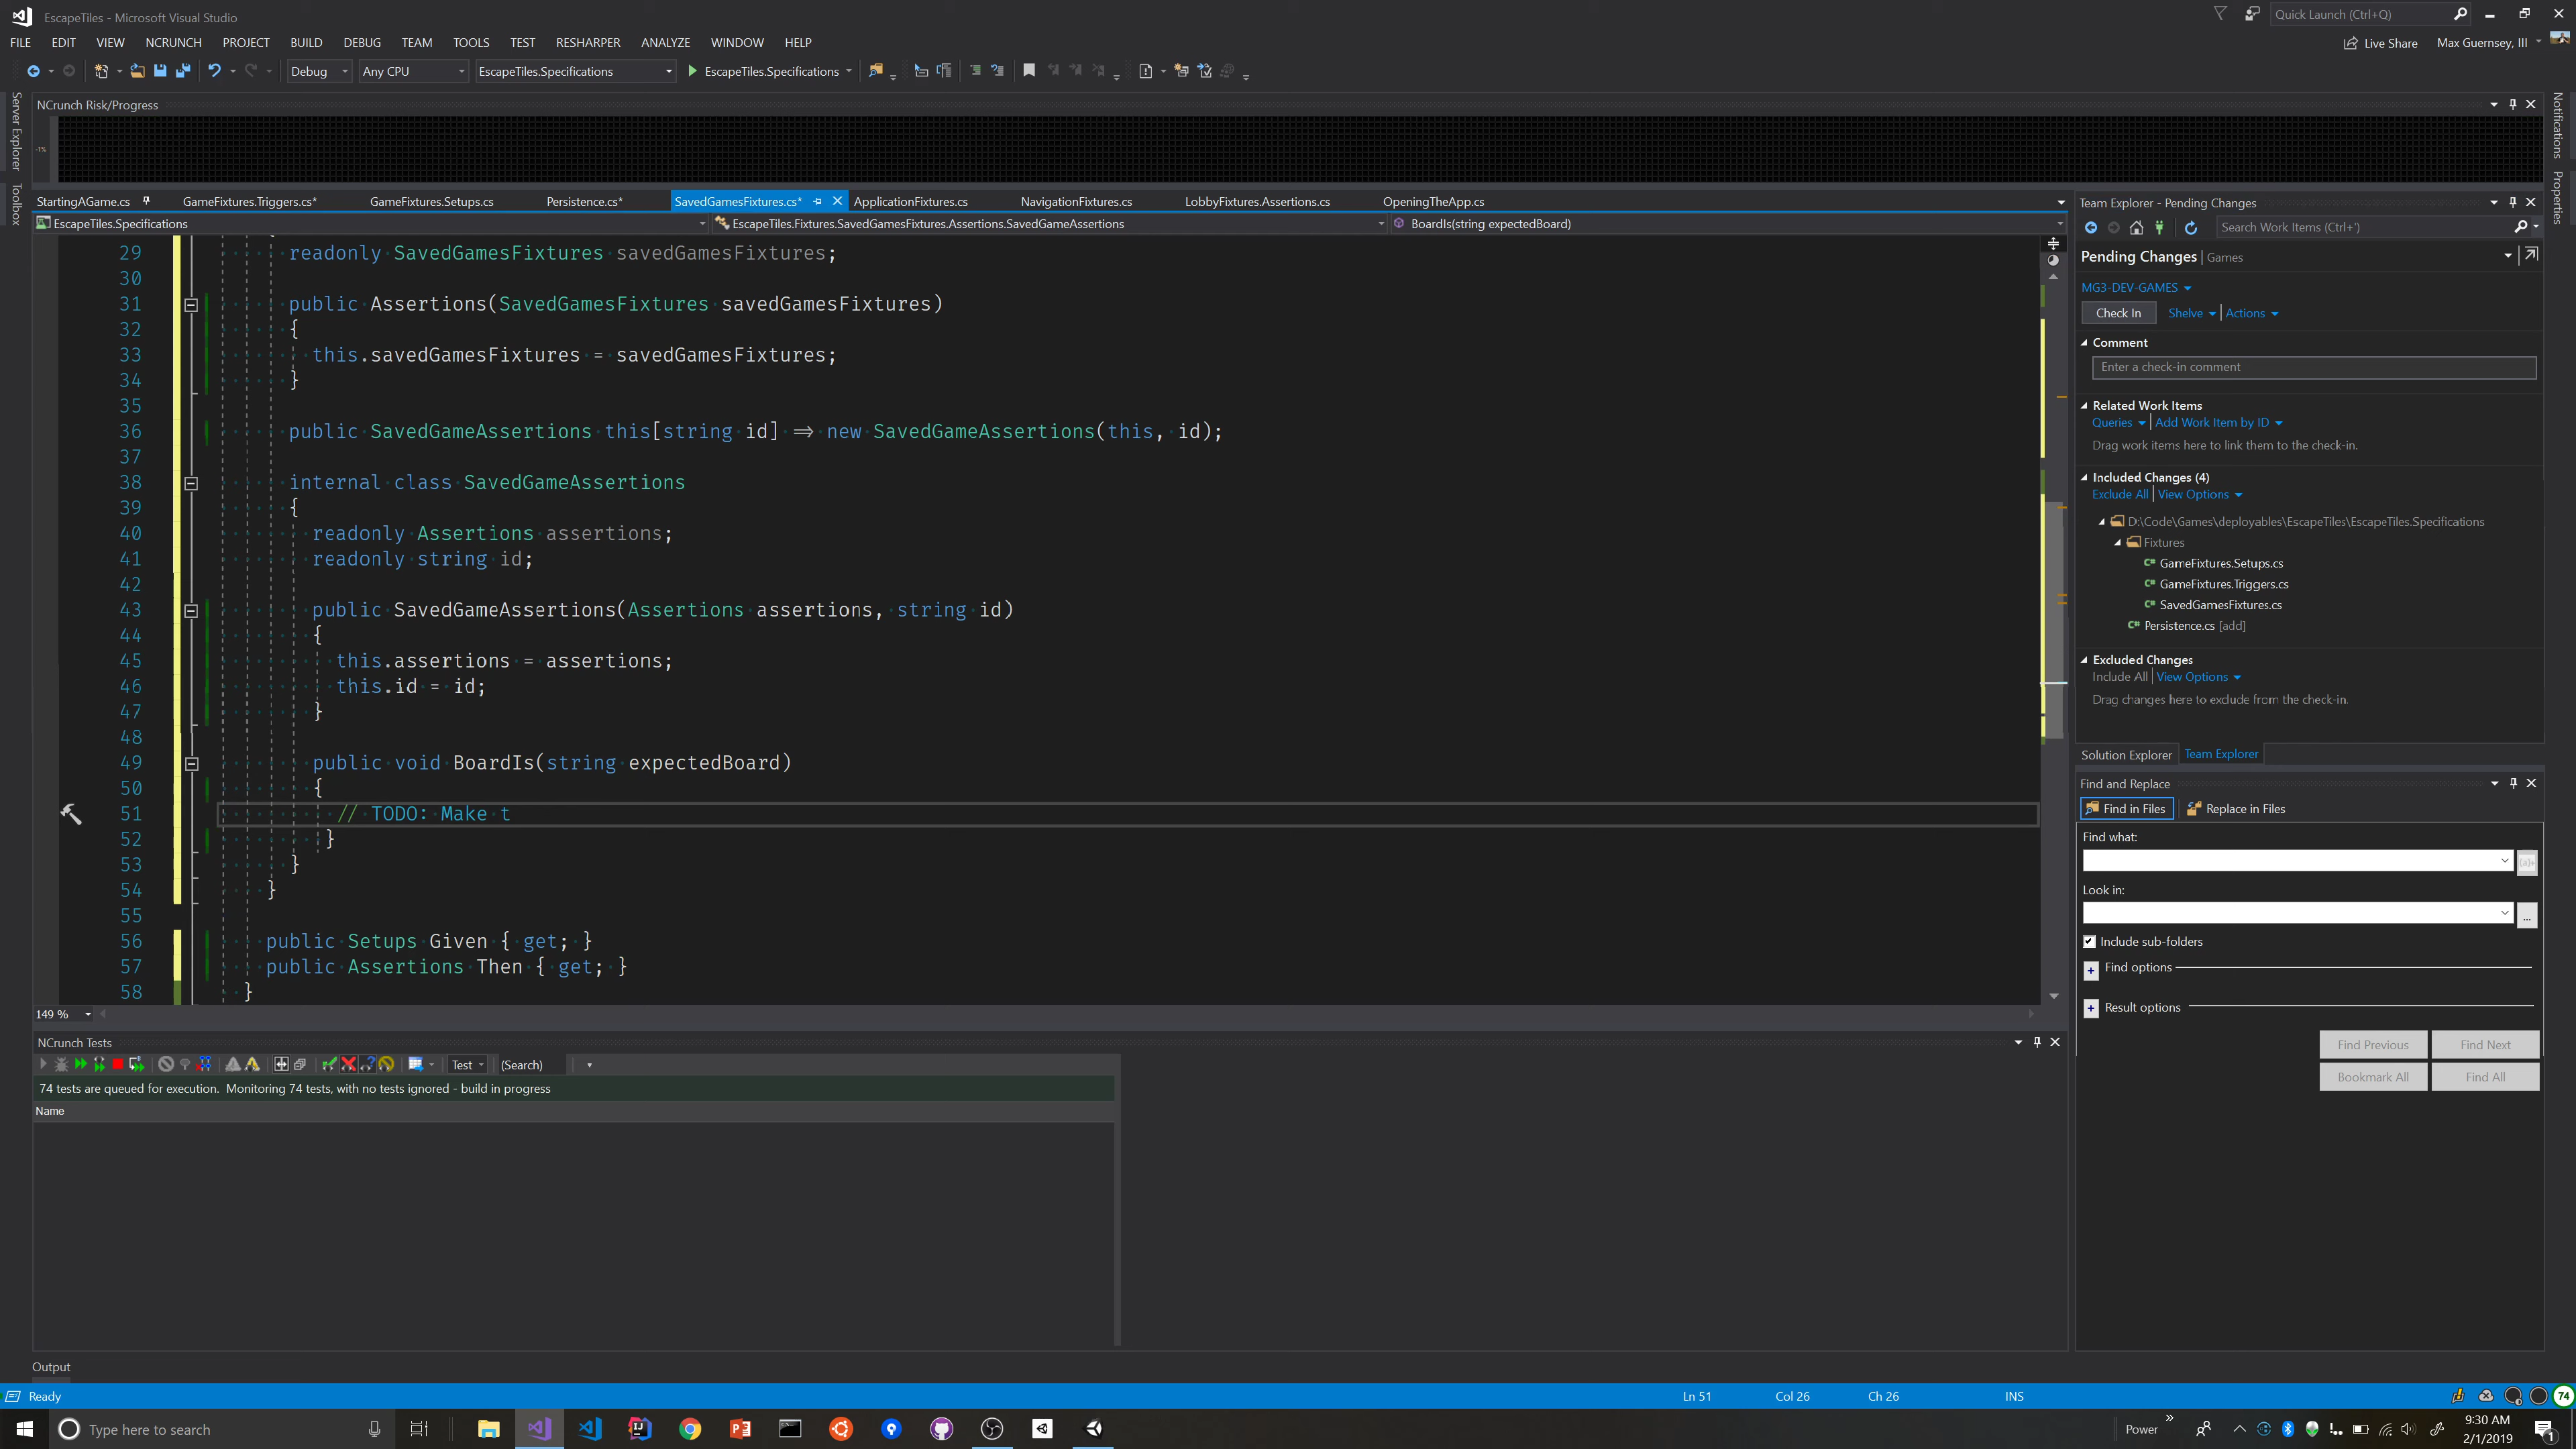 EscapeTiles - Microsoft Visual Studio
Quick Launch (Ctrl+Q)
FILE EDIT VIEW NCRUNCH PROJECT BUILD DEBUG TEAM TOOLS TEST RESHARPER ANALYZE WINDOW HELP
Live Share Max Guernsey, III
Debug Any CPU EscapeTiles.Specifications EscapeTiles.Specifications
Server Explorer
Toolbox
Notifications
Properties
NCrunch Risk/Progress
-1%
StartingAGame.cs GameFixtures.Triggers.cs* GameFixtures.Setups.cs Persistence.cs* SavedGamesFixtures.cs* ApplicationFixtures.cs NavigationFixtures.cs LobbyFixtures.Assertions.cs OpeningTheApp.cs
EscapeTiles.Specifications EscapeTiles.Fixtures.SavedGamesFixtures.Assertions.SavedGameAssertions BoardIs(string expectedBoard)
29 readonly SavedGamesFixtures savedGamesFixtures;
30
31 public Assertions(SavedGamesFixtures savedGamesFixtures)
32 {
33 this.savedGamesFixtures = savedGamesFixtures;
34 }
35
36 public SavedGameAssertions this[string id] => new SavedGameAssertions(this, id);
37
38 internal class SavedGameAssertions
39 {
40 readonly Assertions assertions;
41 readonly string id;
42
43 public SavedGameAssertions(Assertions assertions, string id)
44 {
45 this.assertions = assertions;
46 this.id = id;
47 }
48
49 public void BoardIs(string expectedBoard)
50 {
51 // TODO: Make t
52 }
53 }
54 }
55
56 public Setups Given { get; }
57 public Assertions Then { get; }
58 }
149 %
NCrunch Tests
Test (Search)
74 tests are queued for execution. Monitoring 74 tests, with no tests ignored - build in progress
Name
Output
Team Explorer - Pending Changes
Search Work Items (Ctrl+')
Pending Changes | Games
MG3-DEV-GAMES
Check In Shelve Actions
Comment
Enter a check-in comment
Related Work Items
Queries Add Work Item by ID
Drag work items here to link them to the check-in.
Included Changes (4)
Exclude All View Options
D:\Code\Games\deployables\EscapeTiles\EscapeTiles.Specifications
Fixtures
C# GameFixtures.Setups.cs
C# GameFixtures.Triggers.cs
C# SavedGamesFixtures.cs
C# Persistence.cs [add]
Excluded Changes
Include All View Options
Drag changes here to exclude from the check-in.
Solution Explorer Team Explorer
Find and Replace
Find in Files Replace in Files
Find what:
(a)+
Look in:
...
Include sub-folders
Find options
Result options
Find Previous Find Next
Bookmark All Find All
Ready Ln 51 Col 26 Ch 26 INS 74
Type here to search Power 9:30 AM
2/1/2019 1